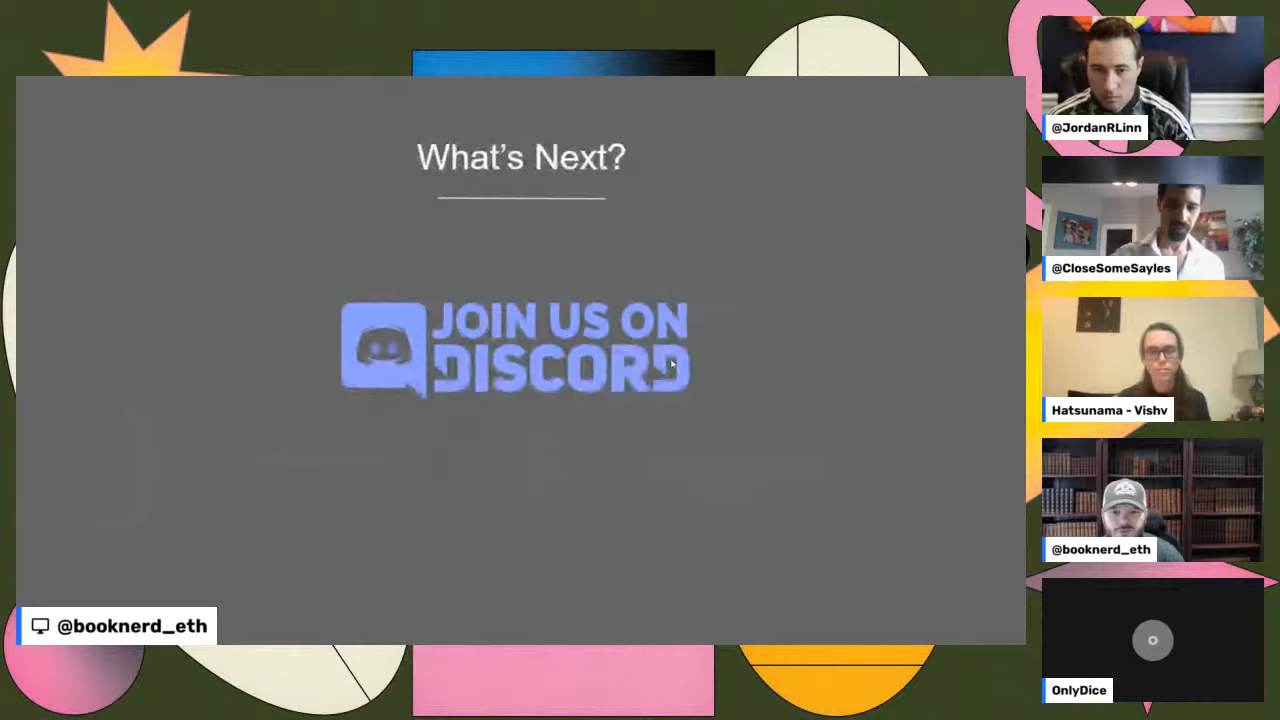 What's Next?
JOIN US ON
DISCORD
@booknerd_eth
@JordanRLinn
@CloseSomeSayles
Hatsunama - Vishv
@booknerd_eth
O
OnlyDice